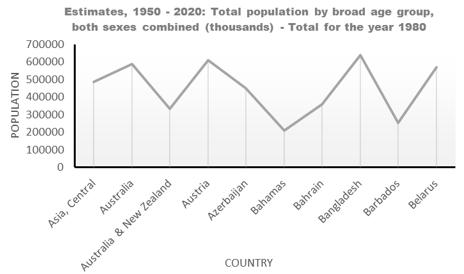 Estimates, 1950 - 2020: Total population by broad age group,
both sexes combined (thousands) - Total for the year 1980
POPULATION
700000
600000
500000
400000
300000
200000
100000
0
Asia, Central
Australia
Australia & New Zealand
Austria
Azerbaijan
Bahamas
Bahrain
Bangladesh
Barbados
Belarus
COUNTRY